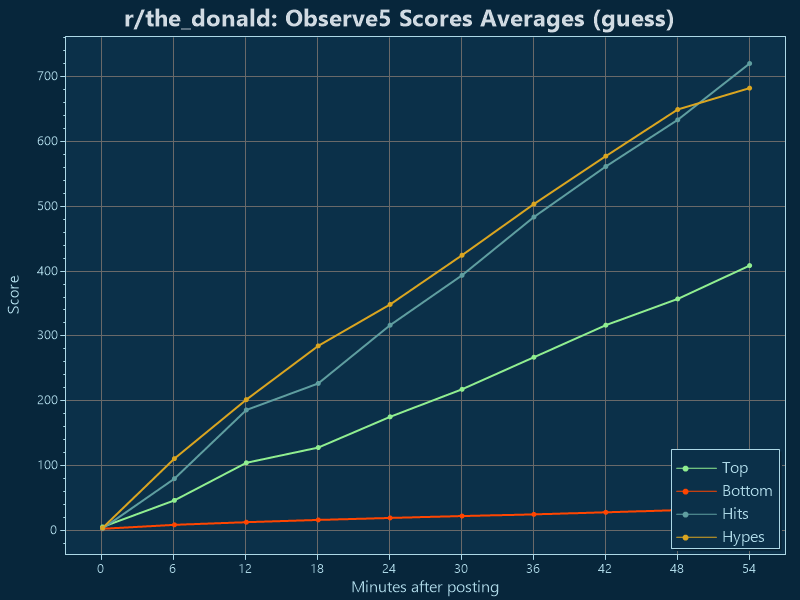 r/the_donald: Observe5 Scores Averages (guess)
Score
700
600
500
400
300
200
100
0
Top
Bottom
Hits
Hypes
0 6 12 18 24 30 36 42 48 54
Minutes after posting